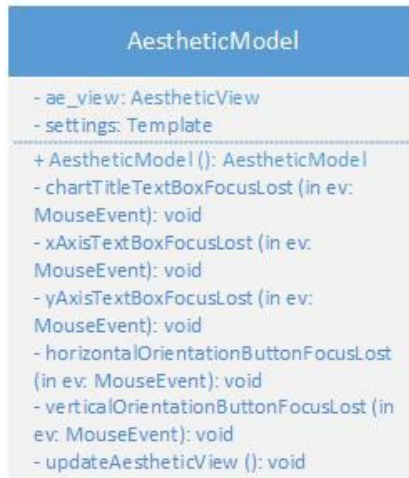 AestheticModel
- ae_view: AestheticView
- settings: Template
+ AestheticModel (): AestheticModel
- chartTitleTextBoxFocusLost (in ev:
MouseEvent): void
- xAxisTextBoxFocusLost (in ev:
MouseEvent): void
- yAxisTextBoxFocusLost (in ev:
MouseEvent): void
- horizontalOrientationButtonFocusLost
(in ev: MouseEvent): void
- verticalOrientationButtonFocusLost (in
ev: MouseEvent): void
- updateAestheticView (): void